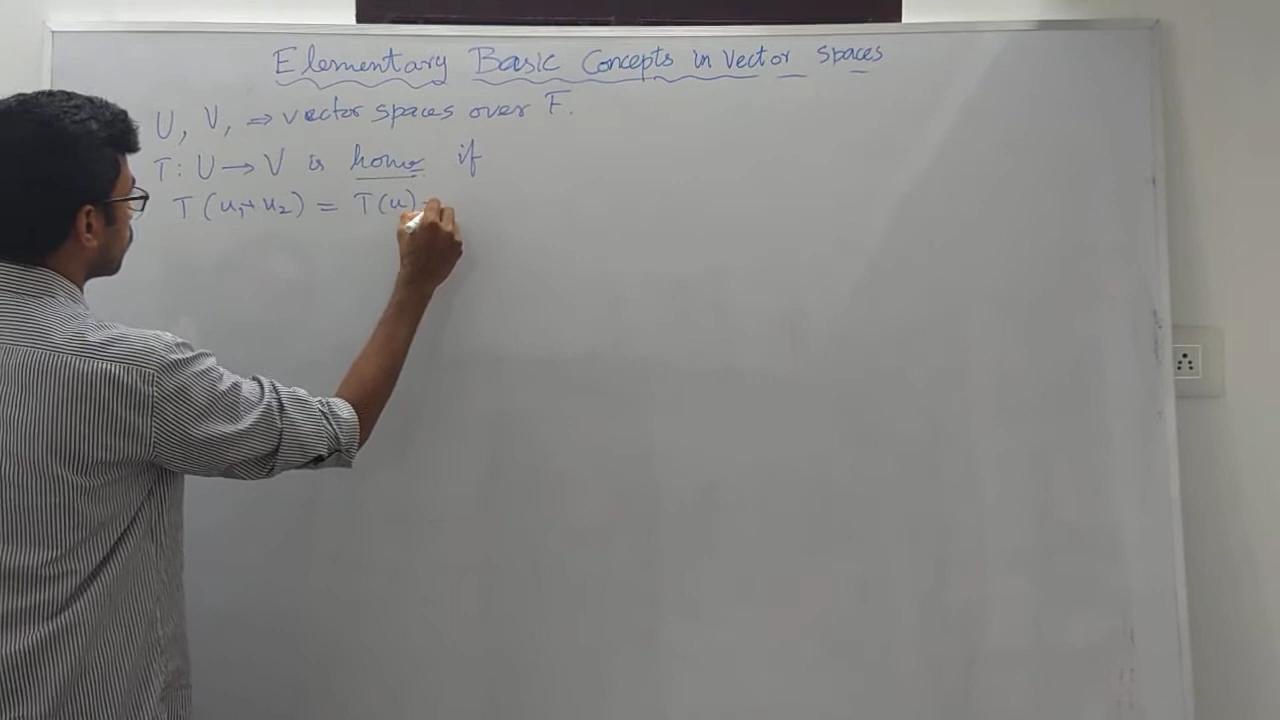 Elementary Basic Concepts in Vector Spaces
U, V, ⇒ vector spaces over F.
T: U → V is homo if
T(u₁+u₂) = T(u)